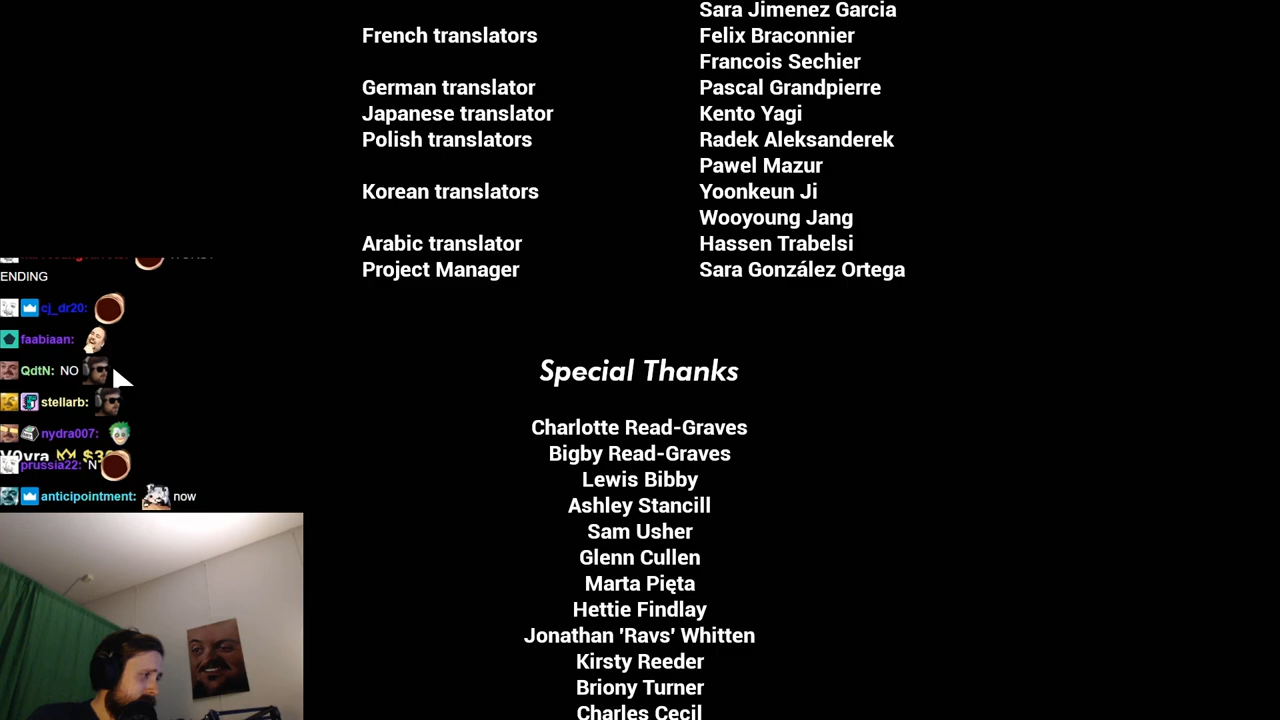 Sara Jimenez Garcia
French translators Felix Braconnier
Francois Sechier
German translator Pascal Grandpierre
Japanese translator Kento Yagi
Polish translators Radek Aleksanderek
Pawel Mazur
Korean translators Yoonkeun Ji
Wooyoung Jang
Arabic translator Hassen Trabelsi
Project Manager Sara González Ortega
Special Thanks
Charlotte Read-Graves
Bigby Read-Graves
Lewis Bibby
Ashley Stancill
Sam Usher
Glenn Cullen
Marta Pięta
Hettie Findlay
Jonathan 'Ravs' Whitten
Kirsty Reeder
Briony Turner
Charles Cecil
ENDING
cj_dr20:
faabiaan:
QdtN: NO
stellarb:
nydra007:
prussia22: N
anticipointment: now